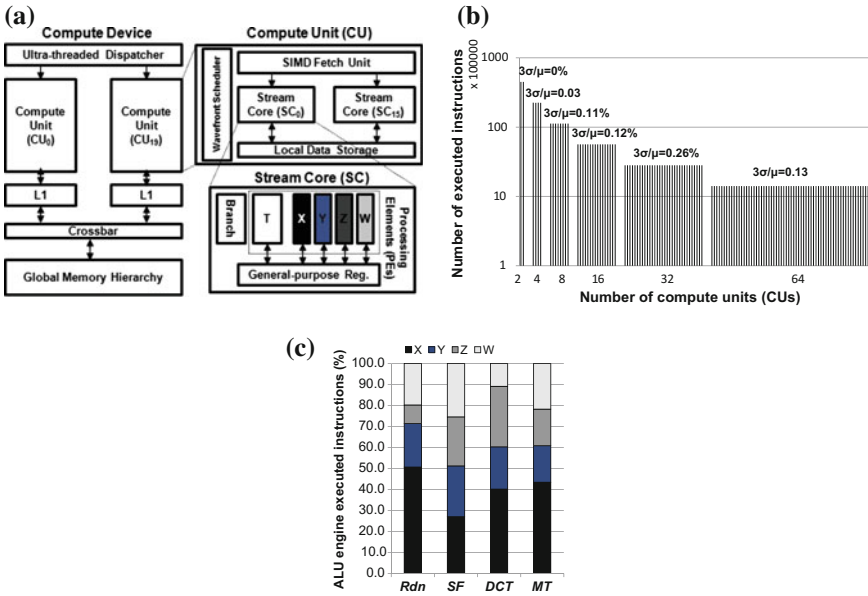 (a)
Compute Device
Ultra-threaded Dispatcher
Compute
Unit
(CU0)
Compute
Unit
(CU19)
L1
L1
Crossbar
Global Memory Hierarchy
Compute Unit (CU)
Wavefront Scheduler
SIMD Fetch Unit
Stream
Core (SC0)
Stream
Core (SC15)
Local Data Storage
Stream Core (SC)
Branch
T
X
Y
Z
W
Processing
Elements (PEs)
General-purpose Reg.
(b)
Number of executed instructions
x 100000
1000
100
10
1
3σ/μ=0%
3σ/μ=0.03
3σ/μ=0.11%
3σ/μ=0.12%
3σ/μ=0.26%
3σ/μ=0.13
2 4 8 16 32 64
Number of compute units (CUs)
(c)
X Y Z W
ALU engine executed instructions (%)
100.0
90.0
80.0
70.0
60.0
50.0
40.0
30.0
20.0
10.0
0.0
Rdn SF DCT MT